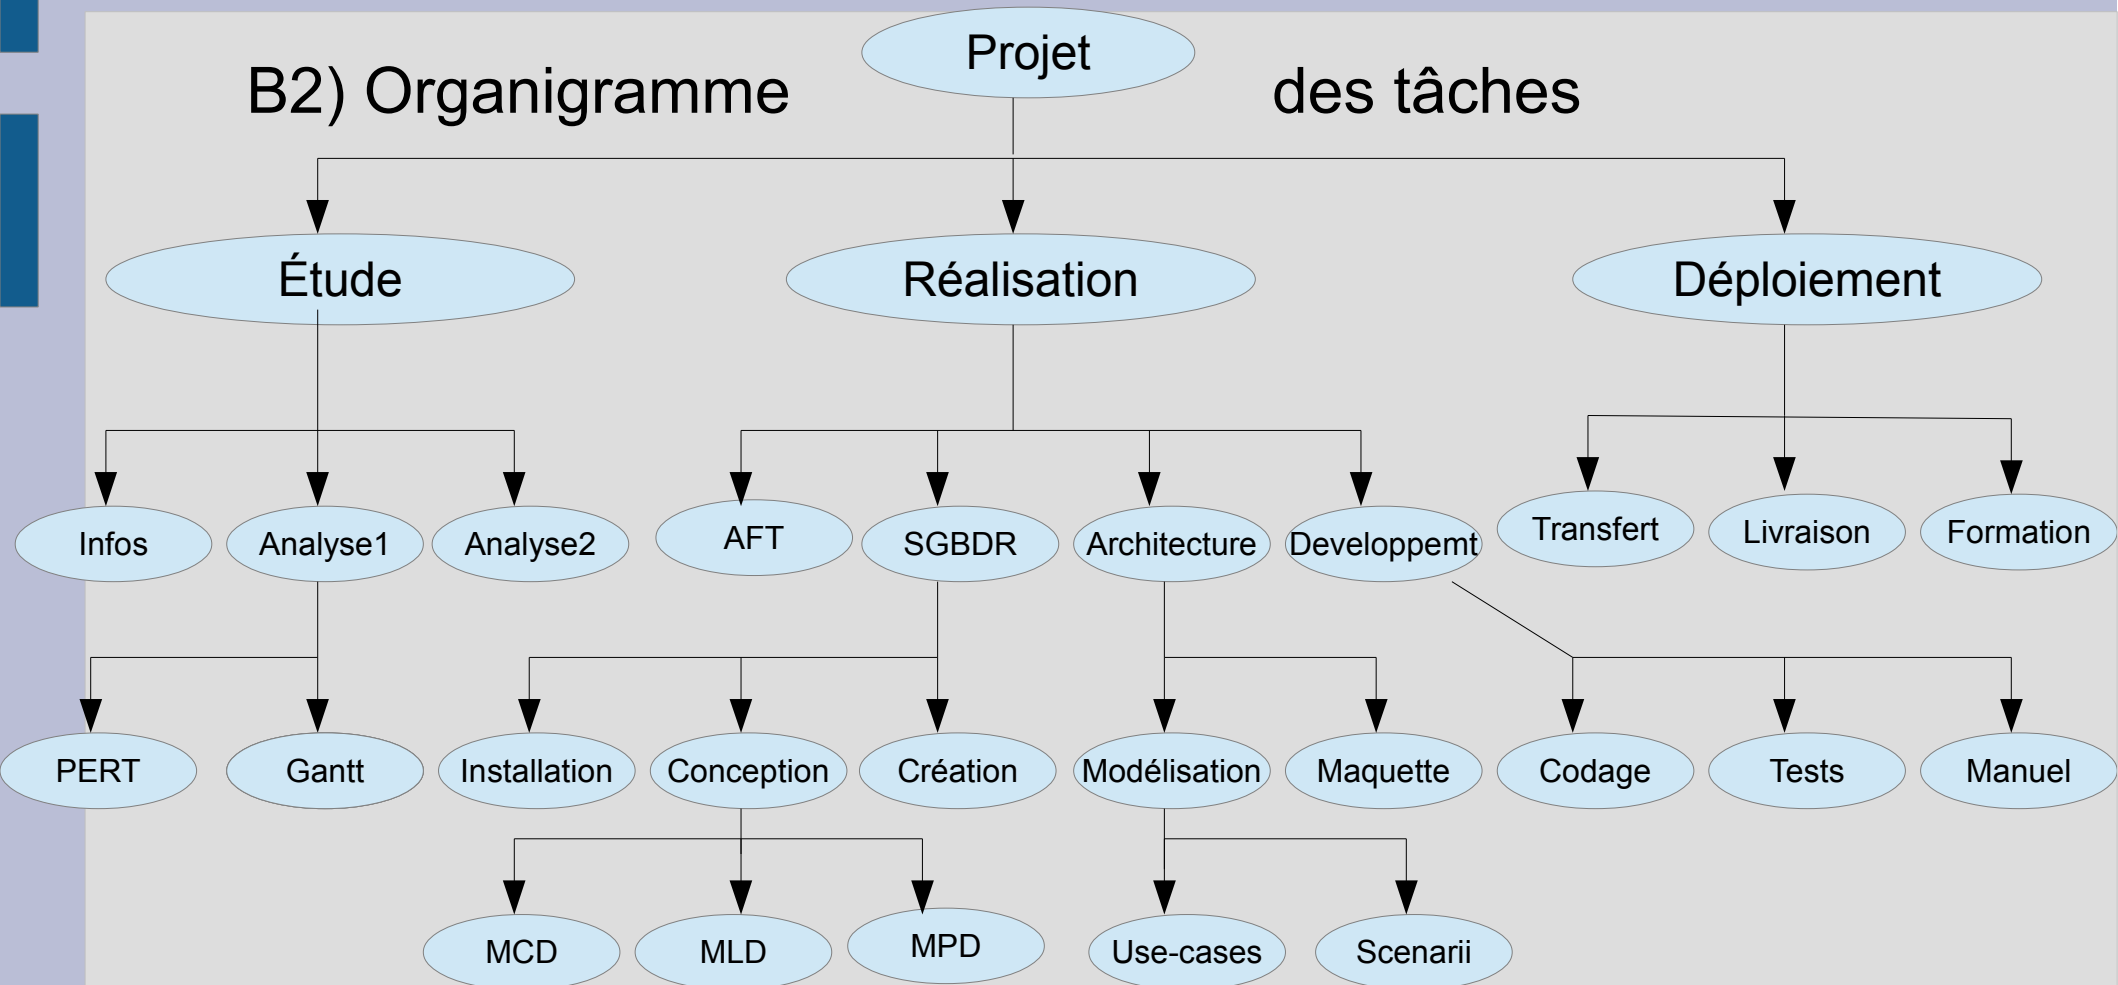 Projet
B2) Organigramme des tâches
Étude Réalisation Déploiement
Infos Analyse1 Analyse2 AFT SGBDR Architecture Developpemt Transfert Livraison Formation
PERT Gantt Installation Conception Création Modélisation Maquette Codage Tests Manuel
MCD MLD MPD Use-cases Scenarii